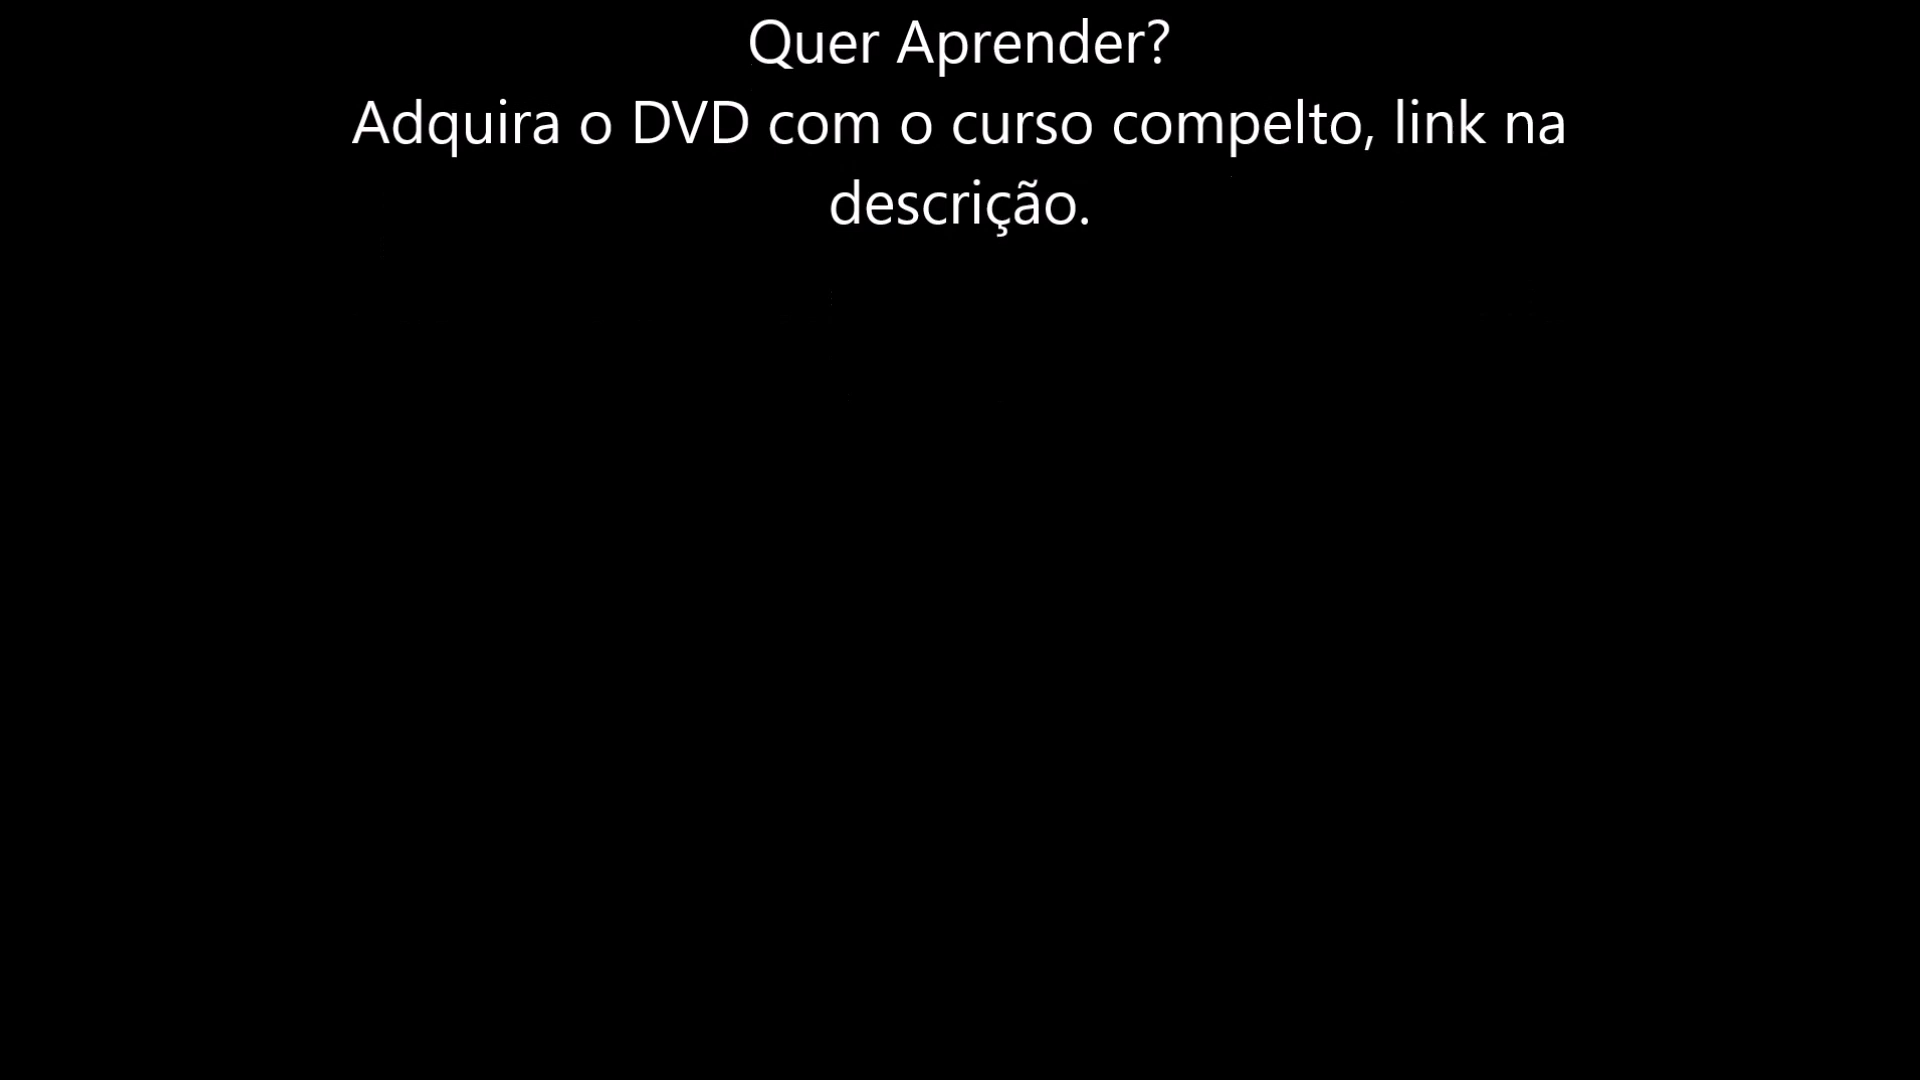 Quer Aprender?
Adquira o DVD com o curso compelto, link na
descrição.